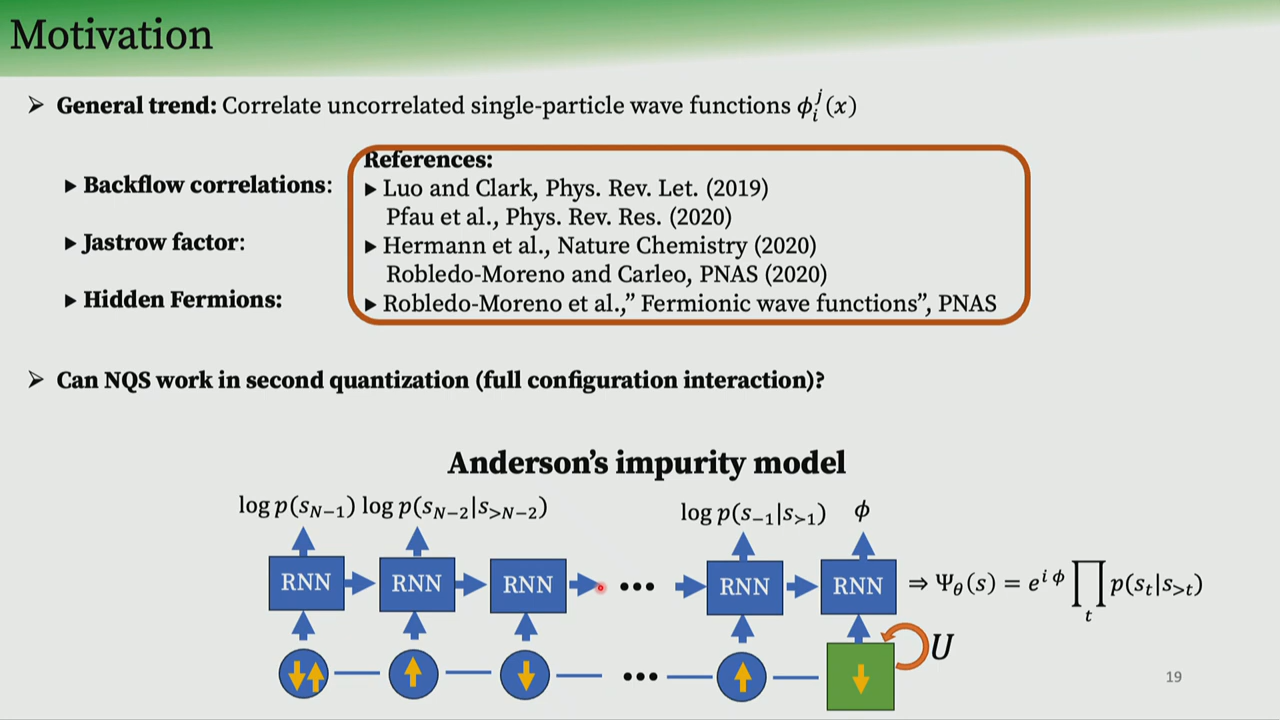 Motivation
➤ General trend: Correlate uncorrelated single-particle wave functions ϕᵢʲ(x)
References:
▸ Backflow correlations:
▸ Luo and Clark, Phys. Rev. Let. (2019)
Pfau et al., Phys. Rev. Res. (2020)
▸ Jastrow factor:
▸ Hermann et al., Nature Chemistry (2020)
Robledo-Moreno and Carleo, PNAS (2020)
▸ Hidden Fermions:
▸ Robledo-Moreno et al.,” Fermionic wave functions”, PNAS
➤ Can NQS work in second quantization (full configuration interaction)?
Anderson’s impurity model
log p(s_{N−1}) log p(s_{N−2}|s_{>N−2}) log p(s_{−1}|s_{>1}) ϕ
RNN RNN RNN ••• RNN RNN ⇒ Ψ_θ(s) = e^{i ϕ} ∏_t p(s_t|s_{>t})
U
•••
19